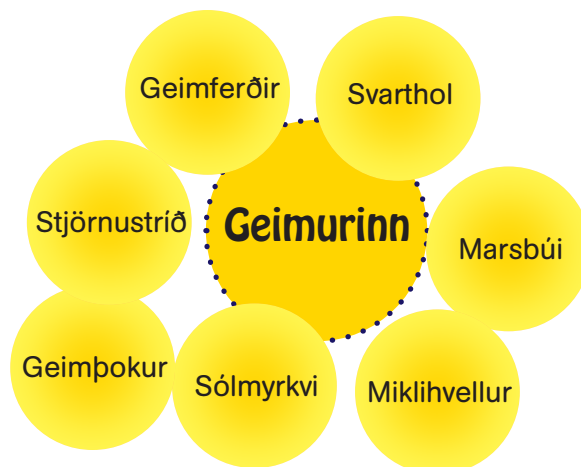 Geimferðir
Svarthol
Stjörnustríð
Geimurinn
Marsbúi
Geimþokur
Sólmyrkvi
Miklihvellur